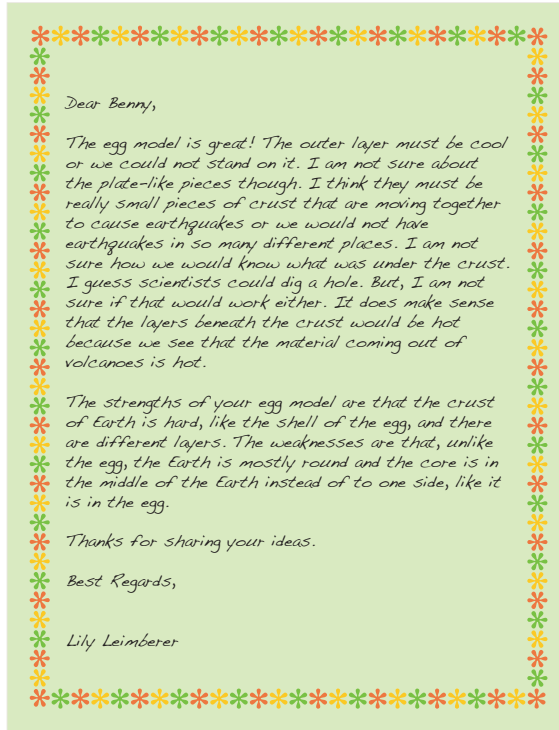 Dear Benny,
The egg model is great! The outer layer must be cool
or we could not stand on it. I am not sure about
the plate-like pieces though. I think they must be
really small pieces of crust that are moving together
to cause earthquakes or we would not have
earthquakes in so many different places. I am not
sure how we would know what was under the crust.
I guess scientists could dig a hole. But, I am not
sure if that would work either. It does make sense
that the layers beneath the crust would be hot
because we see that the material coming out of
volcanoes is hot.
The strengths of your egg model are that the crust
of Earth is hard, like the shell of the egg, and there
are different layers. The weaknesses are that, unlike
the egg, the Earth is mostly round and the core is in
the middle of the Earth instead of to one side, like it
is in the egg.
Thanks for sharing your ideas.
Best Regards,
Lily Leimberer